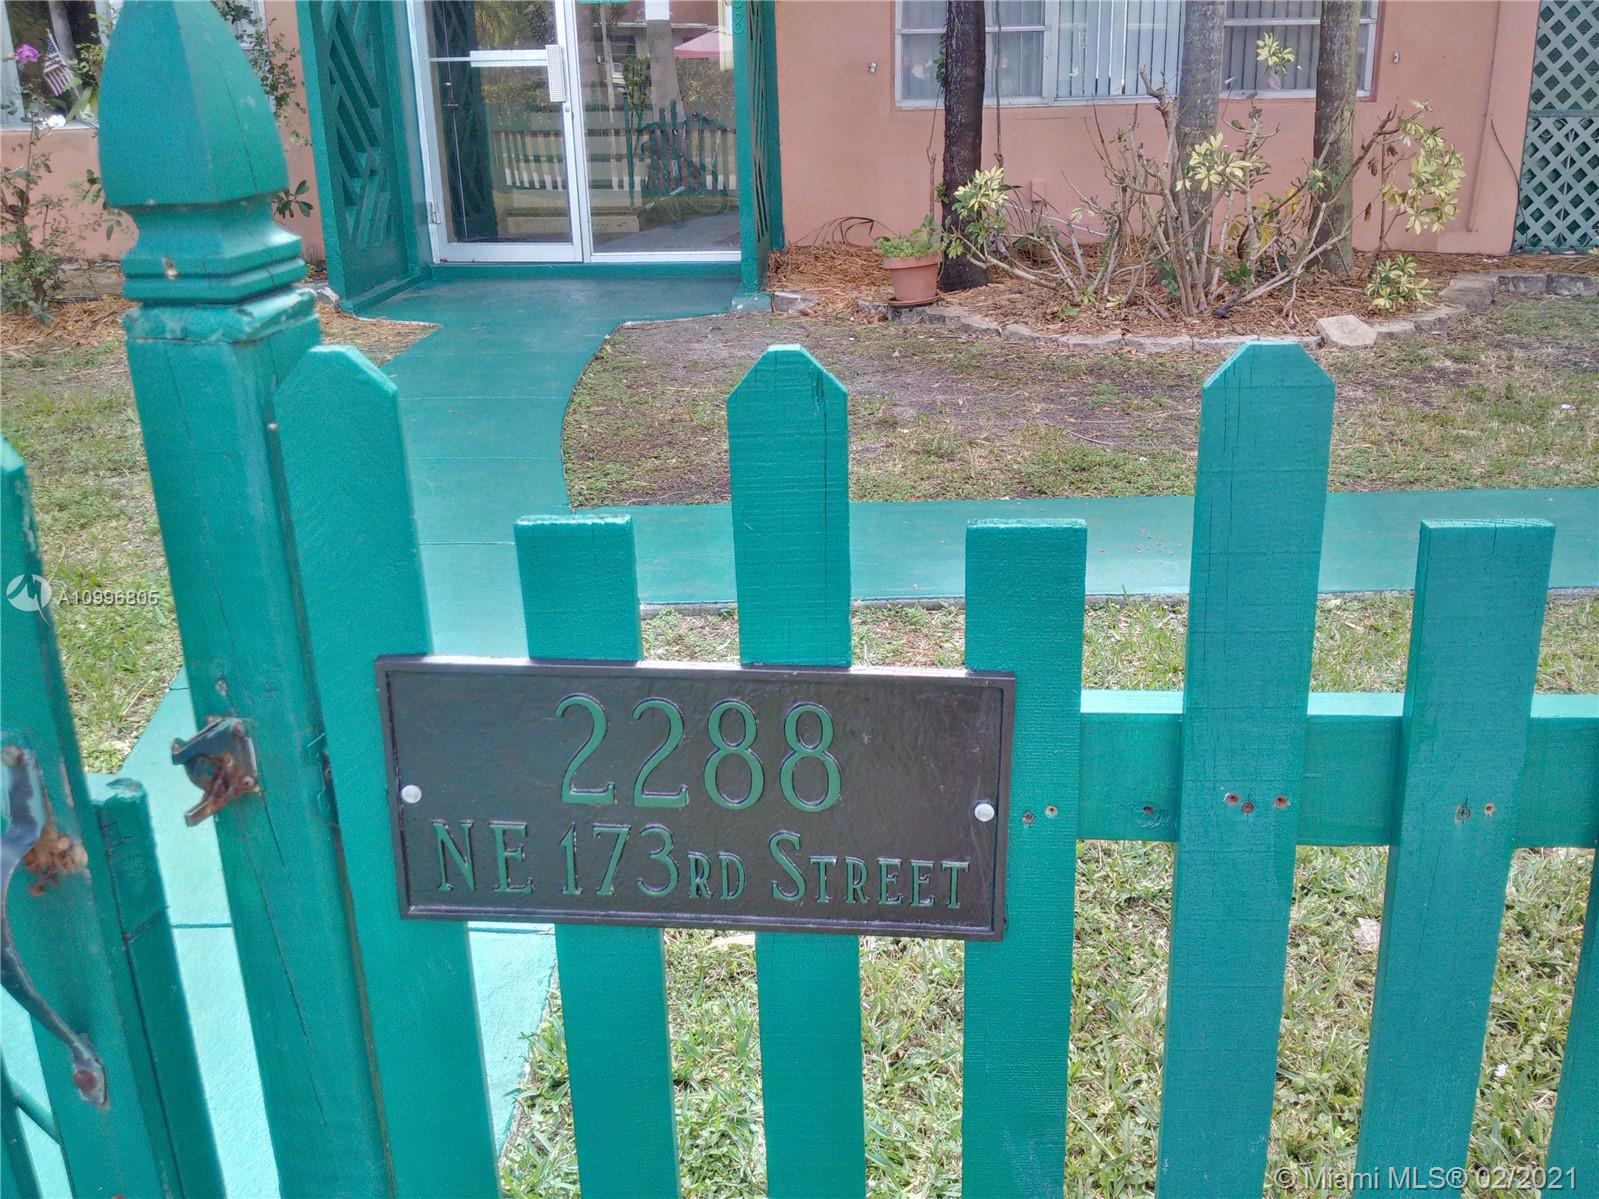 A10996805
2288
NE 173RD STREET
© Miami MLS® 02/2021